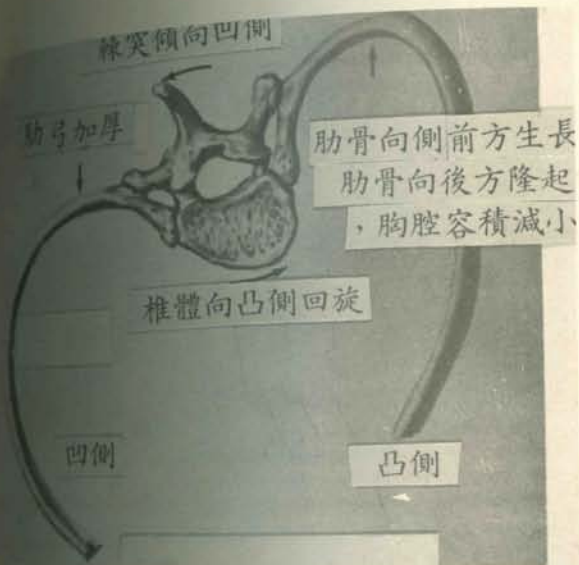 棘突傾向凹側
肋弓加厚
肋骨向側前方生長
肋骨向後方隆起
，胸腔容積減小
椎體向凸側回旋
凹側
凸側